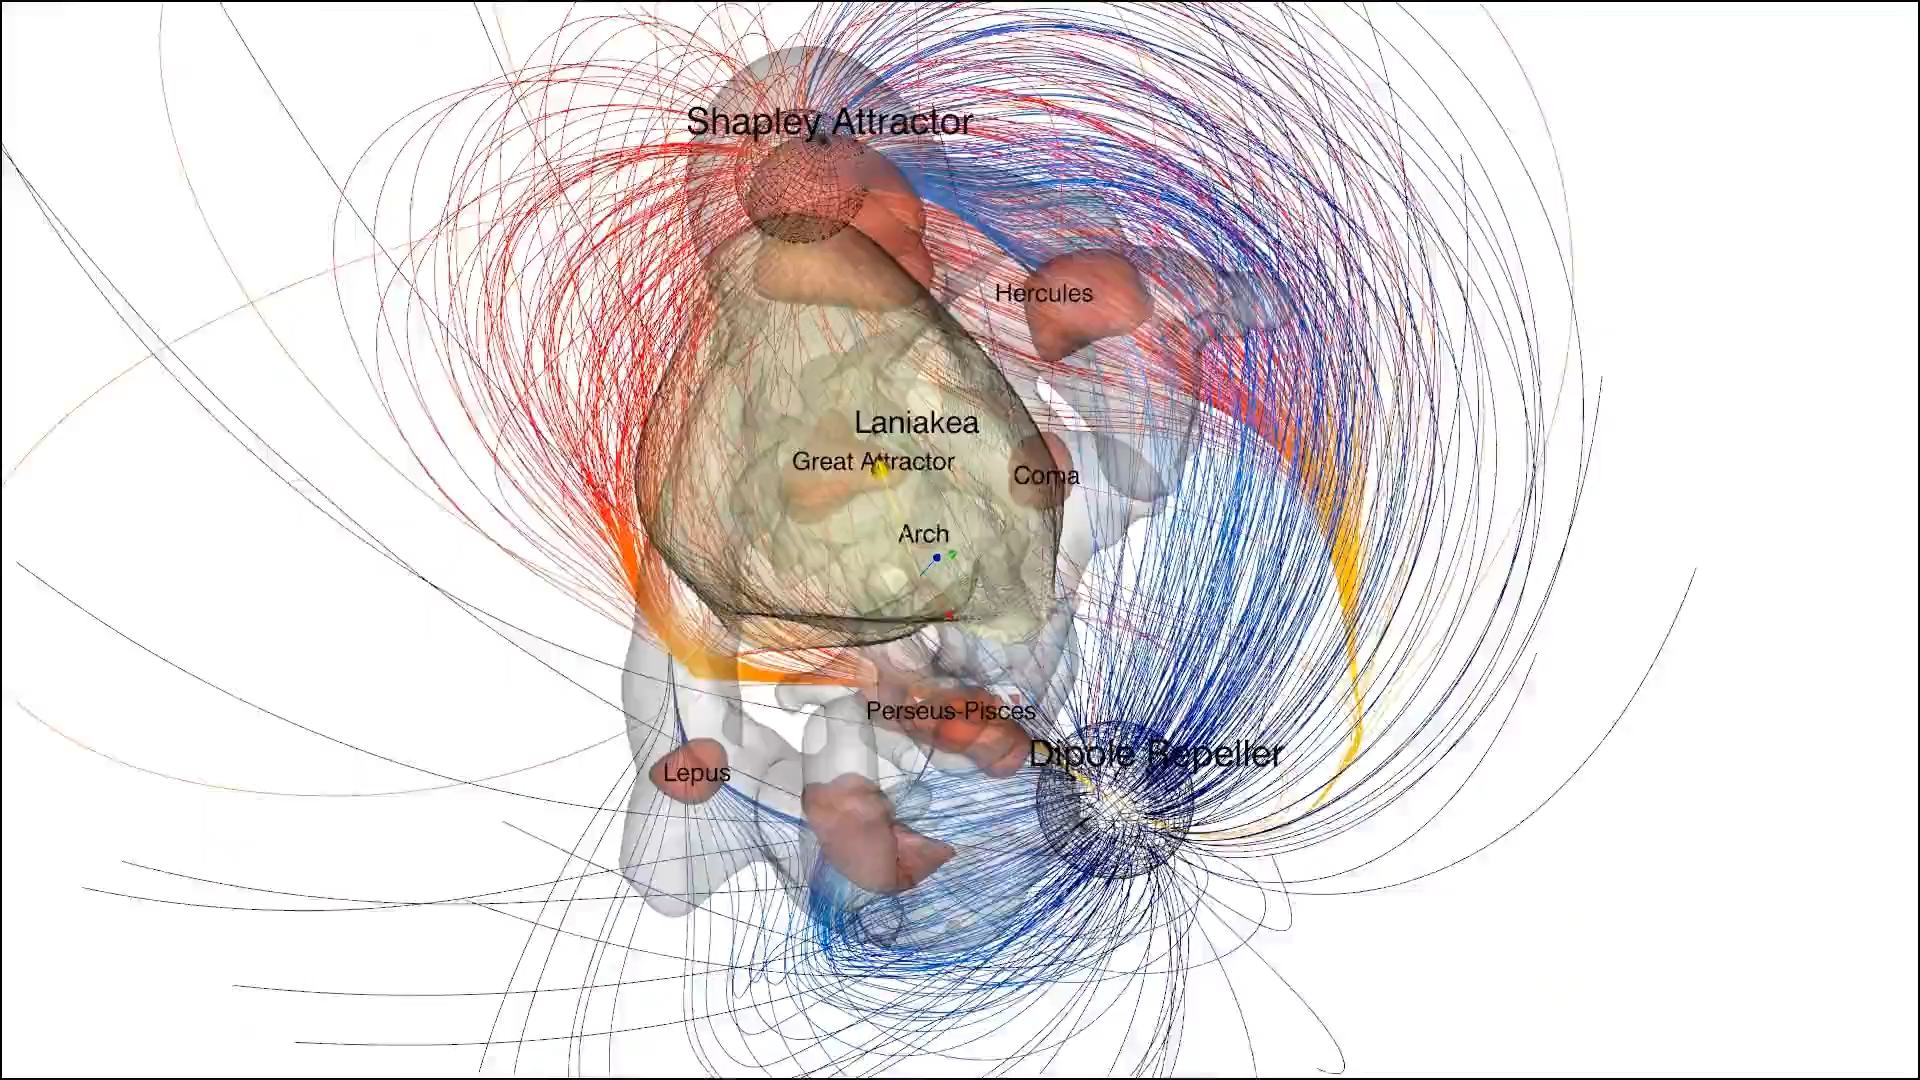 Shapley Attractor
Hercules
Laniakea
Great Attractor
Coma
Arch
Perseus-Pisces
Dipole Repeller
Lepus